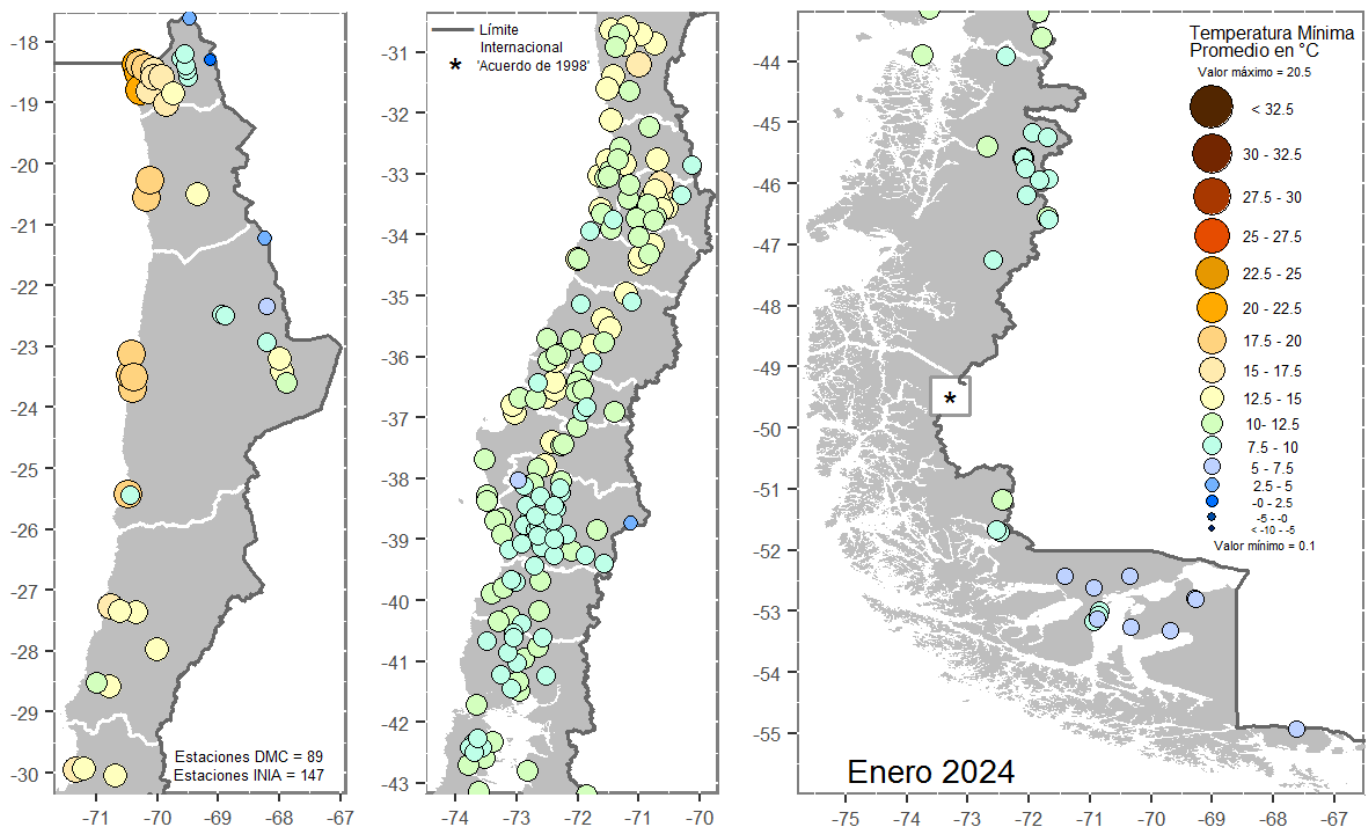 -18
-19
-20
-21
-22
-23
-24
-25
-26
-27
-28
-29
-30
-71
-70
-69
-68
-67
Estaciones DMC = 89
Estaciones INIA = 147
-31
-32
-33
-34
-35
-36
-37
-38
-39
-40
-41
-42
-43
-74
-73
-72
-71
-70
Límite
Internacional
* 'Acuerdo de 1998'
-44
-45
-46
-47
-48
-49
-50
-51
-52
-53
-54
-55
-75
-74
-73
-72
-71
-70
-69
-68
-67
*
Enero 2024
Temperatura Mínima
Promedio en °C
Valor máximo = 20.5
< 32.5
30 - 32.5
27.5 - 30
25 - 27.5
22.5 - 25
20 - 22.5
17.5 - 20
15 - 17.5
12.5 - 15
10- 12.5
7.5 - 10
5 - 7.5
2.5 - 5
-0 - 2.5
-5 - -0
< -10 - -5
Valor mínimo = 0.1